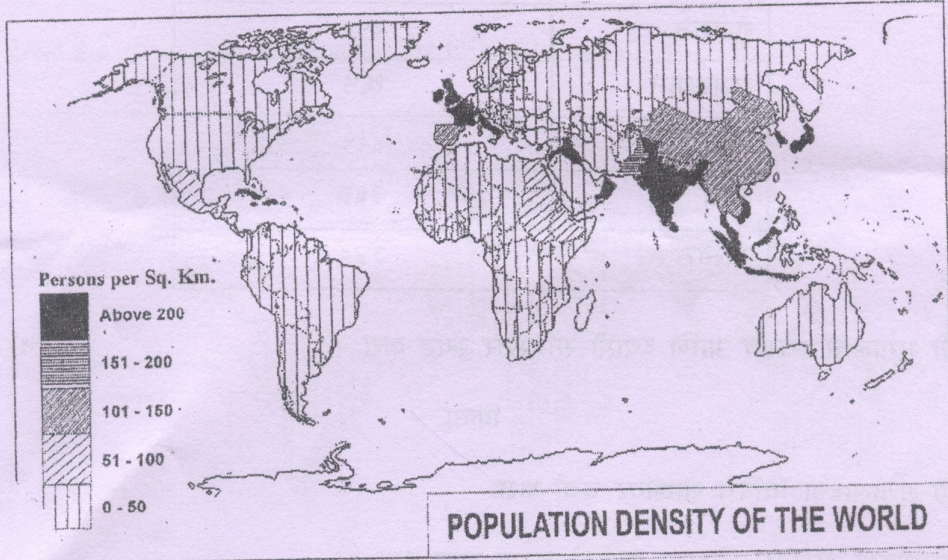 Persons per Sq. Km.
Above 200
151 - 200
101 - 150
51 - 100
0 - 50
POPULATION DENSITY OF THE WORLD